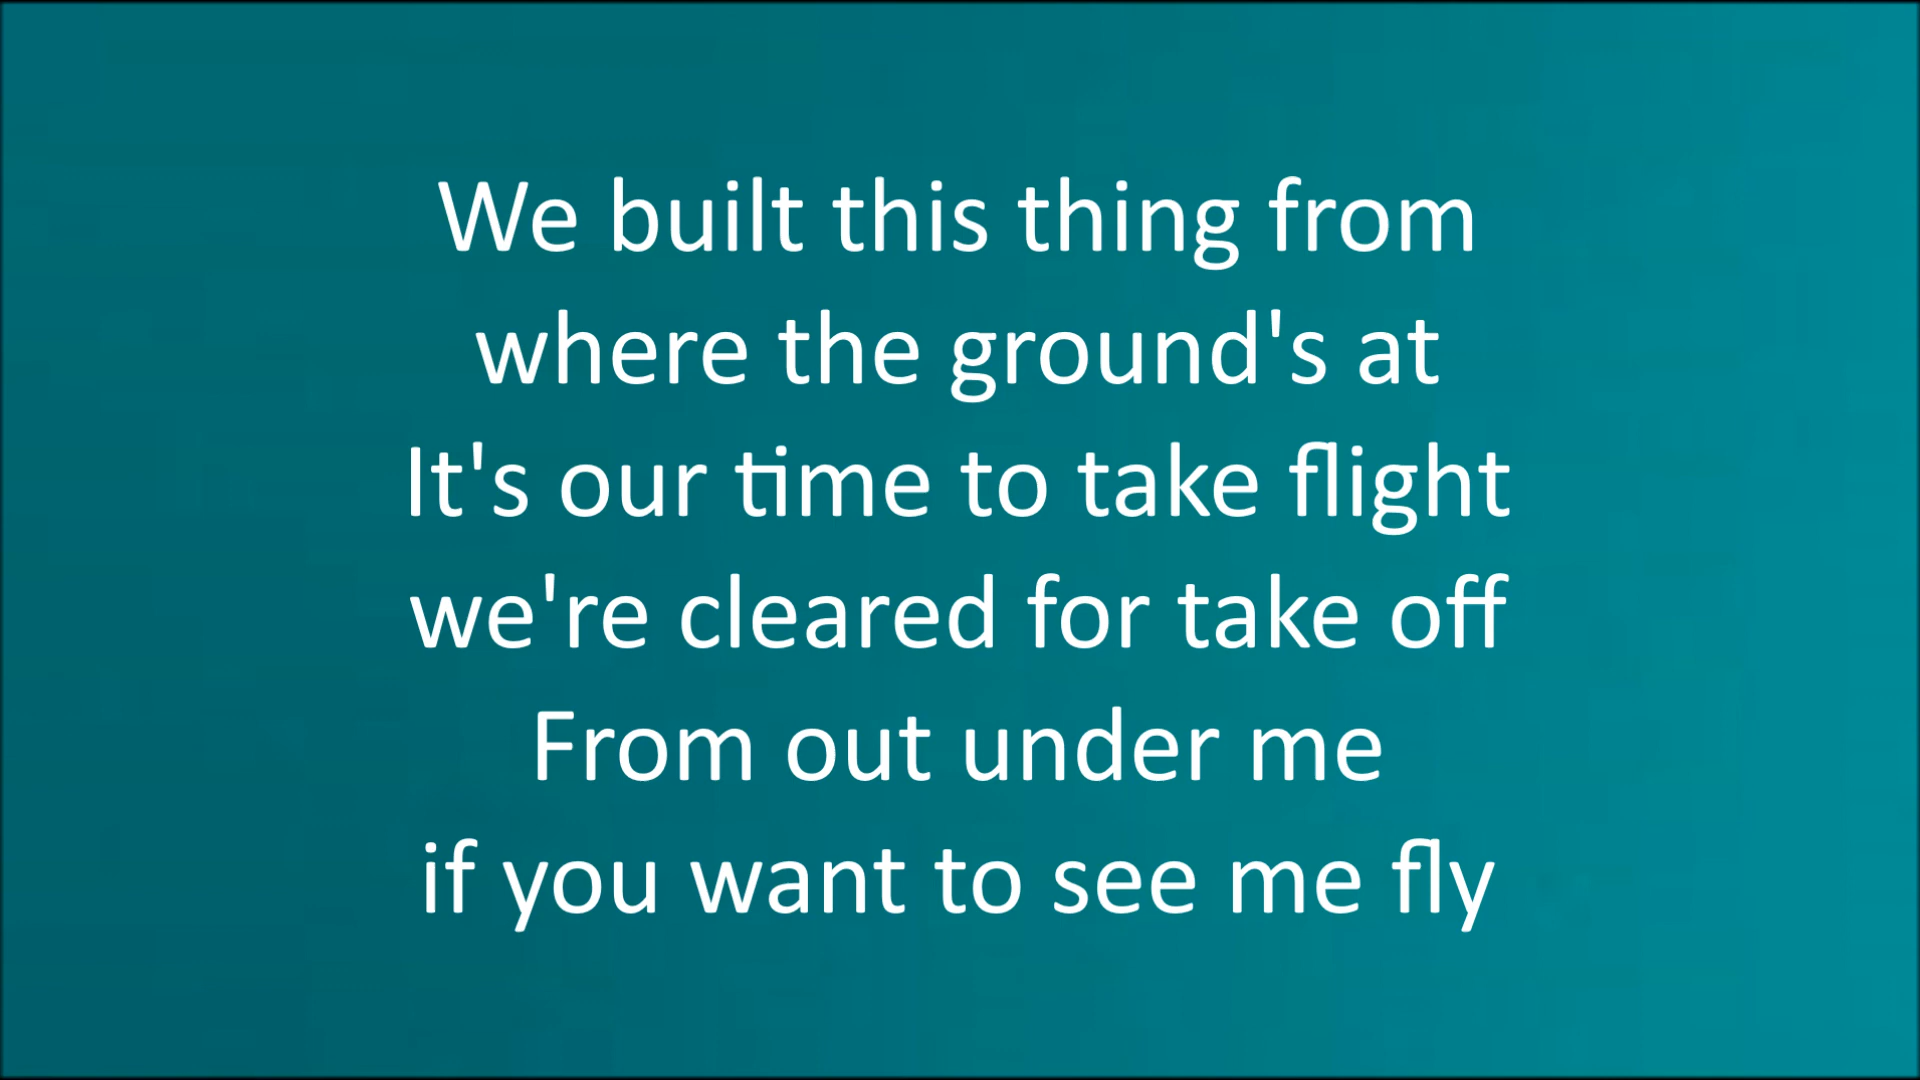 We built this thing from
where the ground's at
It's our time to take flight
we're cleared for take off
From out under me
if you want to see me fly